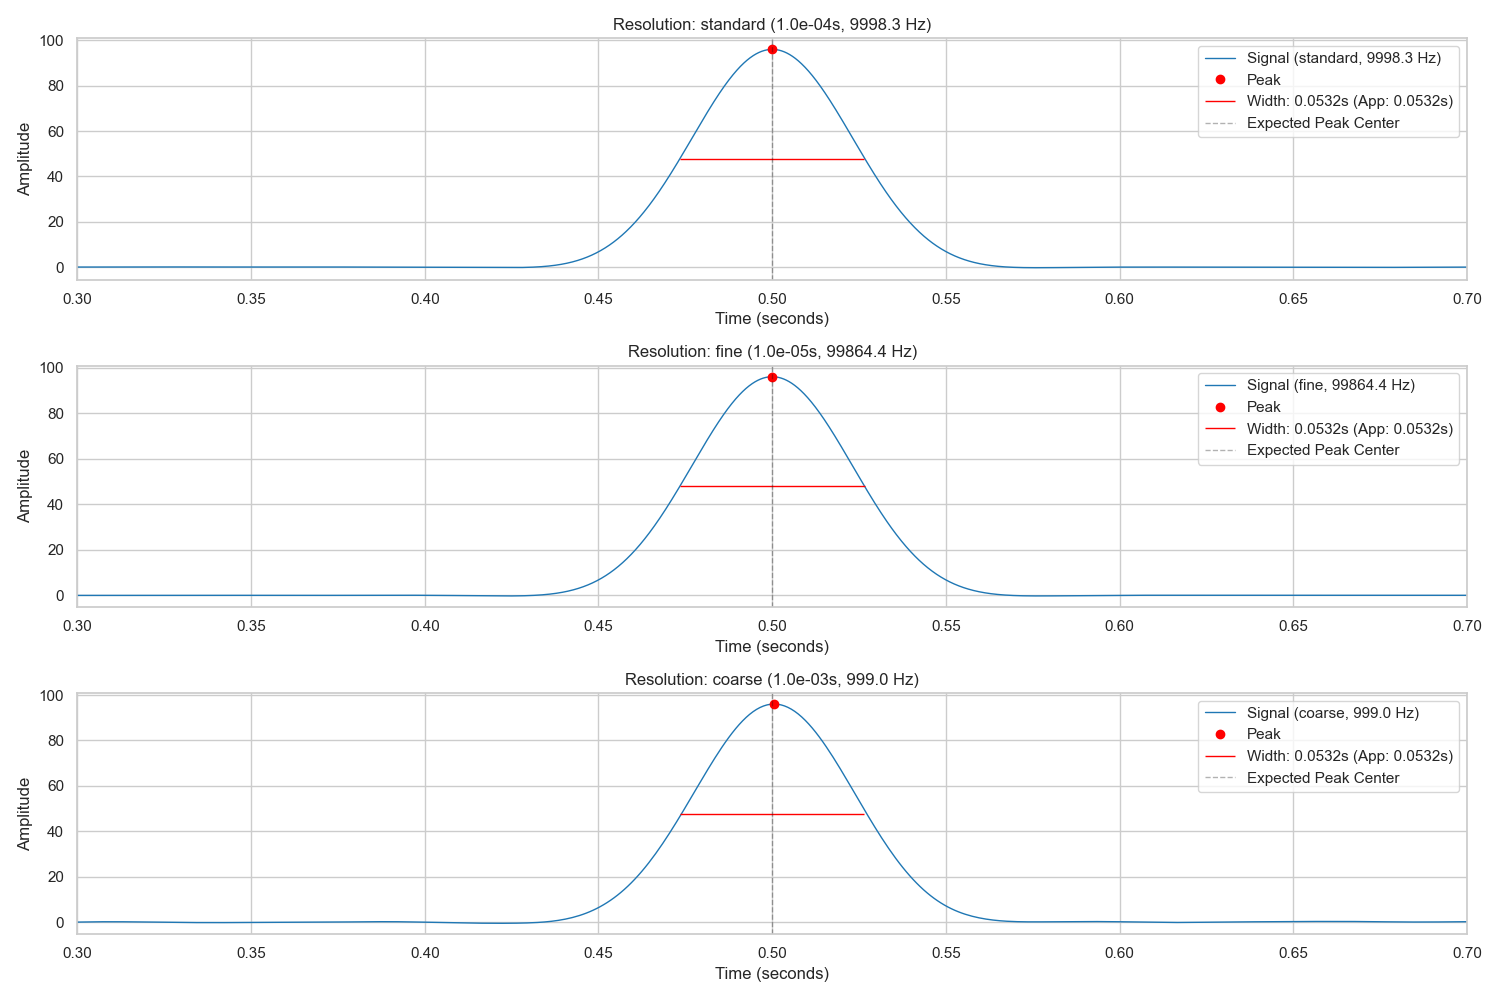 Resolution: standard (1.0e-04s, 9998.3 Hz)
Amplitude
100
80
60
40
20
0
Signal (standard, 9998.3 Hz)
Peak
Width: 0.0532s (App: 0.0532s)
Expected Peak Center
0.30 0.35 0.40 0.45 0.50 0.55 0.60 0.65 0.70
Time (seconds)
Resolution: fine (1.0e-05s, 99864.4 Hz)
Amplitude
100
80
60
40
20
0
Signal (fine, 99864.4 Hz)
Peak
Width: 0.0532s (App: 0.0532s)
Expected Peak Center
0.30 0.35 0.40 0.45 0.50 0.55 0.60 0.65 0.70
Time (seconds)
Resolution: coarse (1.0e-03s, 999.0 Hz)
Amplitude
100
80
60
40
20
0
Signal (coarse, 999.0 Hz)
Peak
Width: 0.0532s (App: 0.0532s)
Expected Peak Center
0.30 0.35 0.40 0.45 0.50 0.55 0.60 0.65 0.70
Time (seconds)